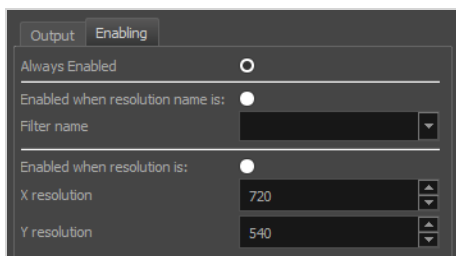 Output Enabling
Always Enabled
Enabled when resolution name is:
Filter name
Enabled when resolution is:
X resolution 720
Y resolution 540